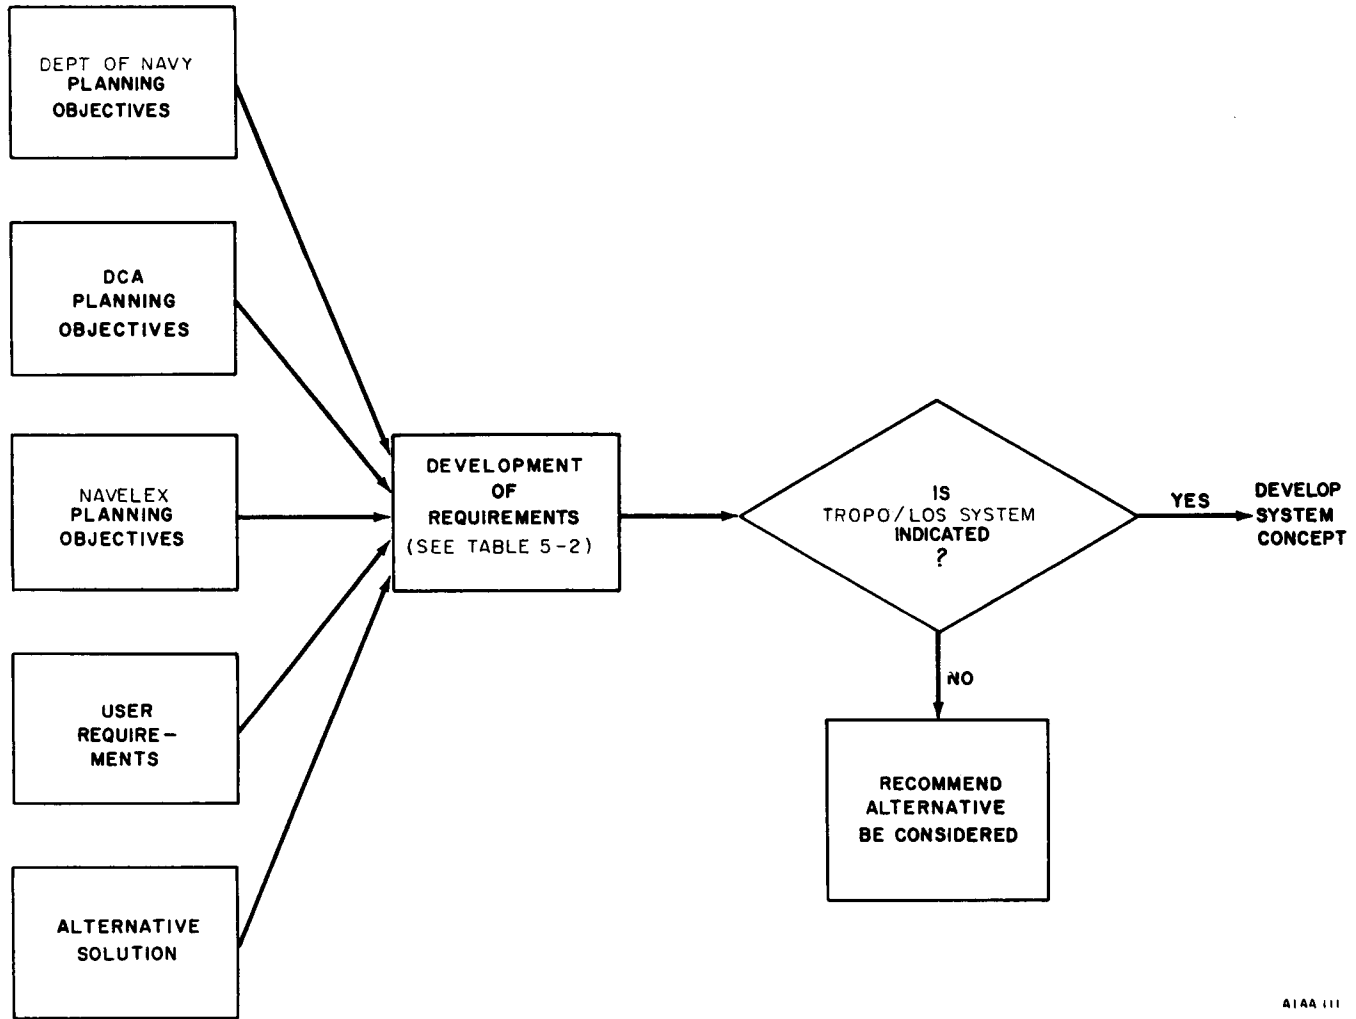 DEPT OF NAVY
PLANNING
OBJECTIVES
DCA
PLANNING
OBJECTIVES
NAVELEX
PLANNING
OBJECTIVES
USER
REQUIRE-
MENTS
ALTERNATIVE
SOLUTION
DEVELOPMENT
OF
REQUIREMENTS
(SEE TABLE 5-2)
IS
TROPO/LOS SYSTEM
INDICATED
?
YES
DEVELOP
SYSTEM
CONCEPT
NO
RECOMMEND
ALTERNATIVE
BE CONSIDERED